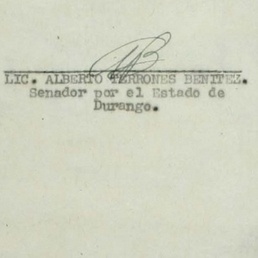 LIC. ALBERTO TERRONES BENITEZ.
Senador por el Estado de
Durango.